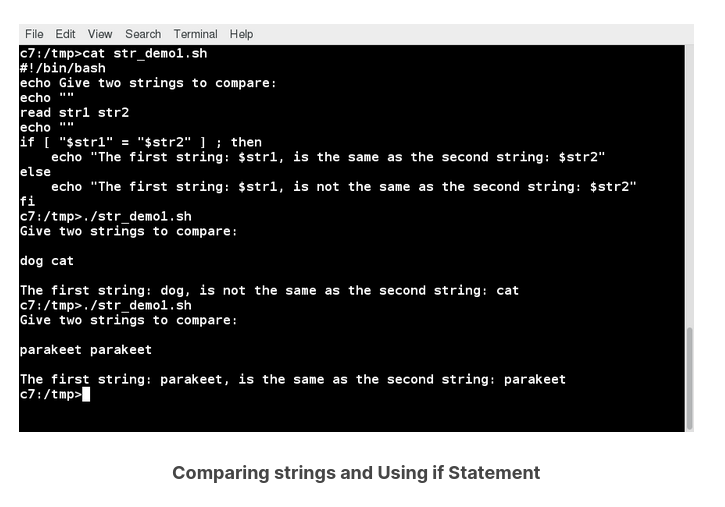 File Edit View Search Terminal Help
c7:/tmp>cat str_demo1.sh
#!/bin/bash
echo Give two strings to compare:
echo ""
read str1 str2
echo ""
if [ "$str1" = "$str2" ] ; then
    echo "The first string: $str1, is the same as the second string: $str2"
else
    echo "The first string: $str1, is not the same as the second string: $str2"
fi
c7:/tmp>./str_demo1.sh
Give two strings to compare:

dog cat

The first string: dog, is not the same as the second string: cat
c7:/tmp>./str_demo1.sh
Give two strings to compare:

parakeet parakeet

The first string: parakeet, is the same as the second string: parakeet
c7:/tmp>
Comparing strings and Using if Statement